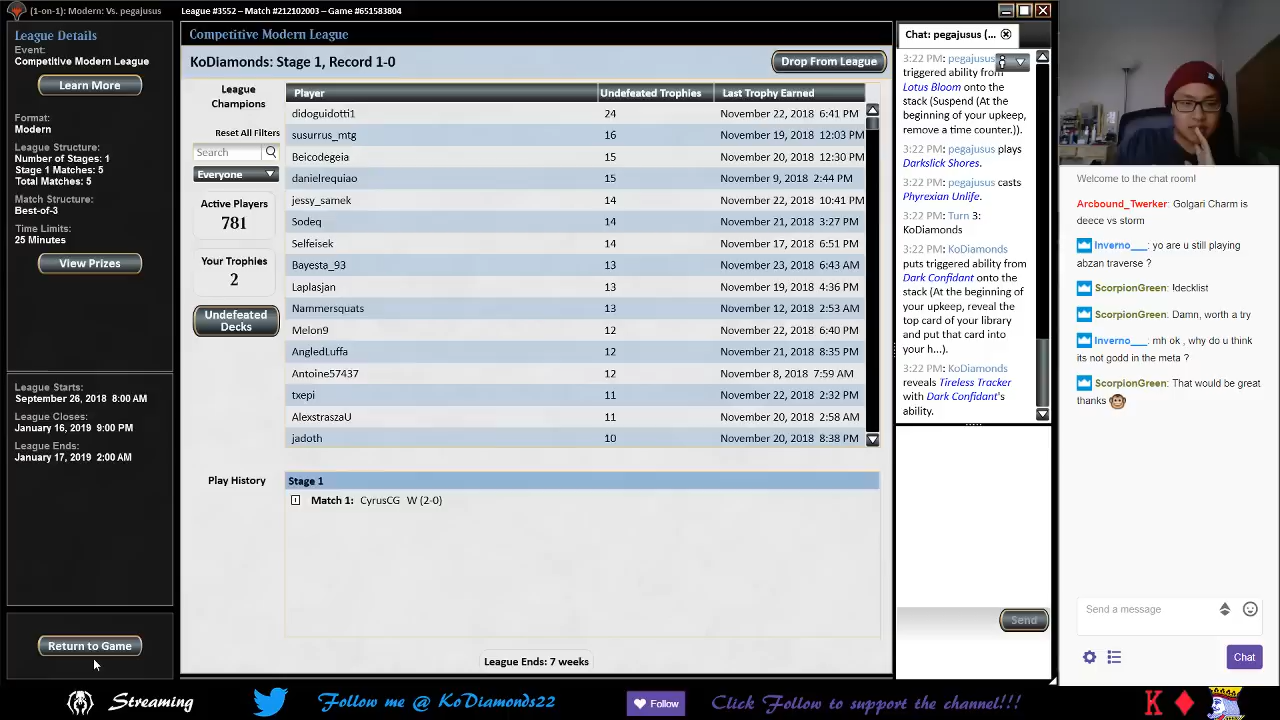 (1-on-1): Modern: Vs. pegajusus
League #3552 – Match #212102003 – Game #651583804
League Details
Event:
Competitive Modern League
Learn More
Format:
Modern
League Structure:
Number of Stages: 1
Stage 1 Matches: 5
Total Matches: 5
Match Structure:
Best-of-3
Time Limits:
25 Minutes
View Prizes
League Starts:
September 26, 2018 8:00 AM
League Closes:
January 16, 2019 9:00 PM
League Ends:
January 17, 2019 2:00 AM
Return to Game
Competitive Modern League
KoDiamonds: Stage 1, Record 1-0
Drop From League
League
Champions
Reset All Filters
Search
Everyone
Active Players
781
Your Trophies
2
Undefeated
Decks
Player Undefeated Trophies Last Trophy Earned
didoguidotti1 24 November 22, 2018 6:41 PM
susurrus_mtg 16 November 19, 2018 12:03 PM
Beicodegeia 15 November 20, 2018 12:30 PM
danielrequiao 15 November 9, 2018 2:44 PM
jessy_samek 14 November 22, 2018 10:41 PM
Sodeq 14 November 21, 2018 3:27 PM
Selfeisek 14 November 17, 2018 6:51 PM
Bayesta_93 13 November 23, 2018 6:43 AM
Laplasjan 13 November 19, 2018 4:36 PM
Nammersquats 13 November 19, 2018 2:53 AM
Melon9 12 November 22, 2018 6:40 PM
AngledLuffa 12 November 21, 2018 8:35 PM
Antoine57437 12 November 8, 2018 7:59 AM
txepi 11 November 22, 2018 2:32 PM
AlexstraszaU 11 November 20, 2018 2:58 AM
jadoth 10 November 20, 2018 8:38 PM
Play History
Stage 1
Match 1: CyrusCG W (2-0)
League Ends: 7 weeks
Chat: pegajusus (...
3:22 PM: pegajusus
triggered ability from
Lotus Bloom onto the
stack (Suspend (At the
beginning of your upkeep,
remove a time counter.)).
3:22 PM: pegajusus plays
Darkslick Shores.
3:22 PM: pegajusus casts
Phyrexian Unlife.
3:22 PM: Turn 3:
KoDiamonds
3:22 PM: KoDiamonds
puts triggered ability from
Dark Confidant onto the
stack (At the beginning of
your upkeep, reveal the
top card of your library
and put that card into
your h...).
3:22 PM: KoDiamonds
reveals Tireless Tracker
with Dark Confidant's
ability.
Send
Welcome to the chat room!
Arcbound_Twerker: Golgari Charm is
deece vs storm
Inverno___: yo are u still playing
abzan traverse ?
ScorpionGreen: !decklist
ScorpionGreen: Damn, worth a try
Inverno___: mh ok , why do u think
its not godd in the meta ?
ScorpionGreen: That would be great
thanks
Send a message
Chat
Streaming
Follow me @ KoDiamonds22
Follow
Click Follow to support the channel!!!
K